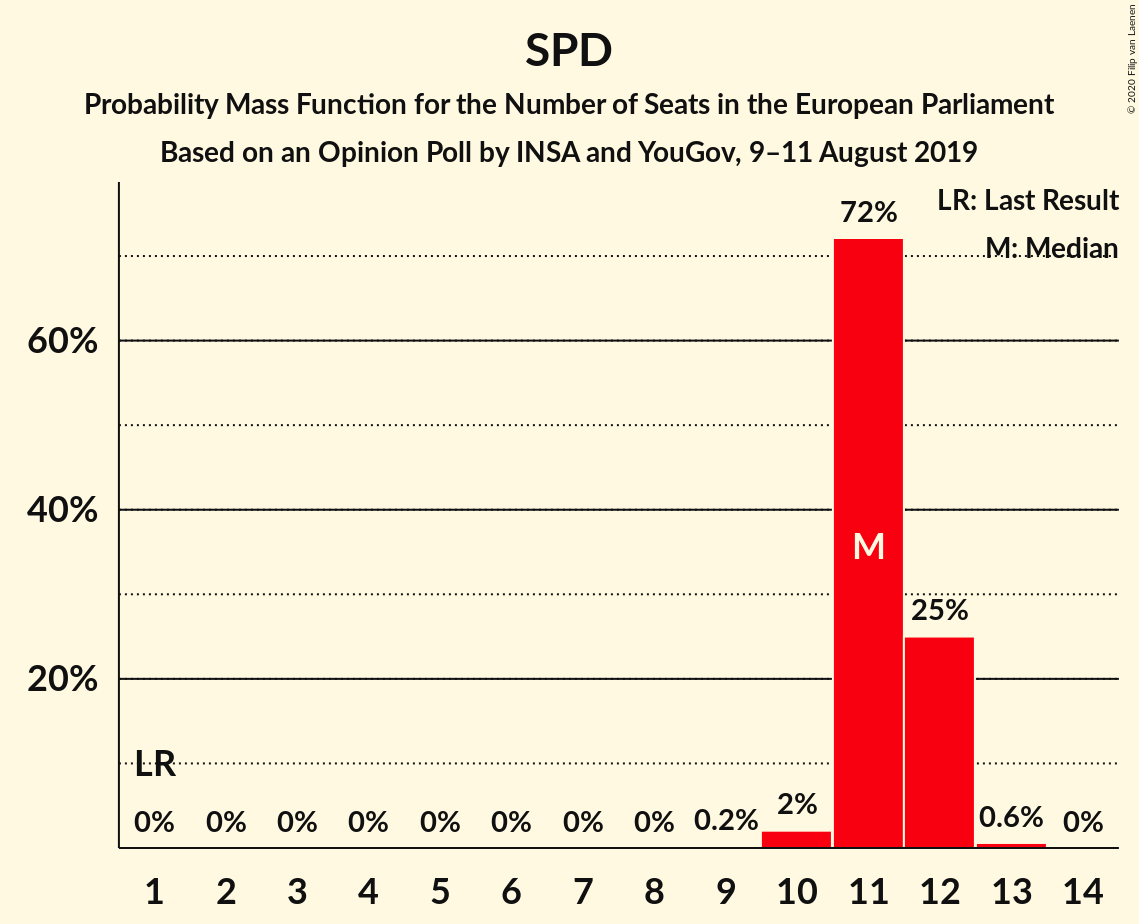 SPD
Probability Mass Function for the Number of Seats in the European Parliament
Based on an Opinion Poll by INSA and YouGov, 9–11 August 2019
© 2020 Filip van Laenen
LR: Last Result
M: Median
72%
60%
40%
M
25%
20%
LR
0% 0% 0% 0% 0% 0% 0% 0% 0.2% 2% 0.6% 0%
1 2 3 4 5 6 7 8 9 10 11 12 13 14